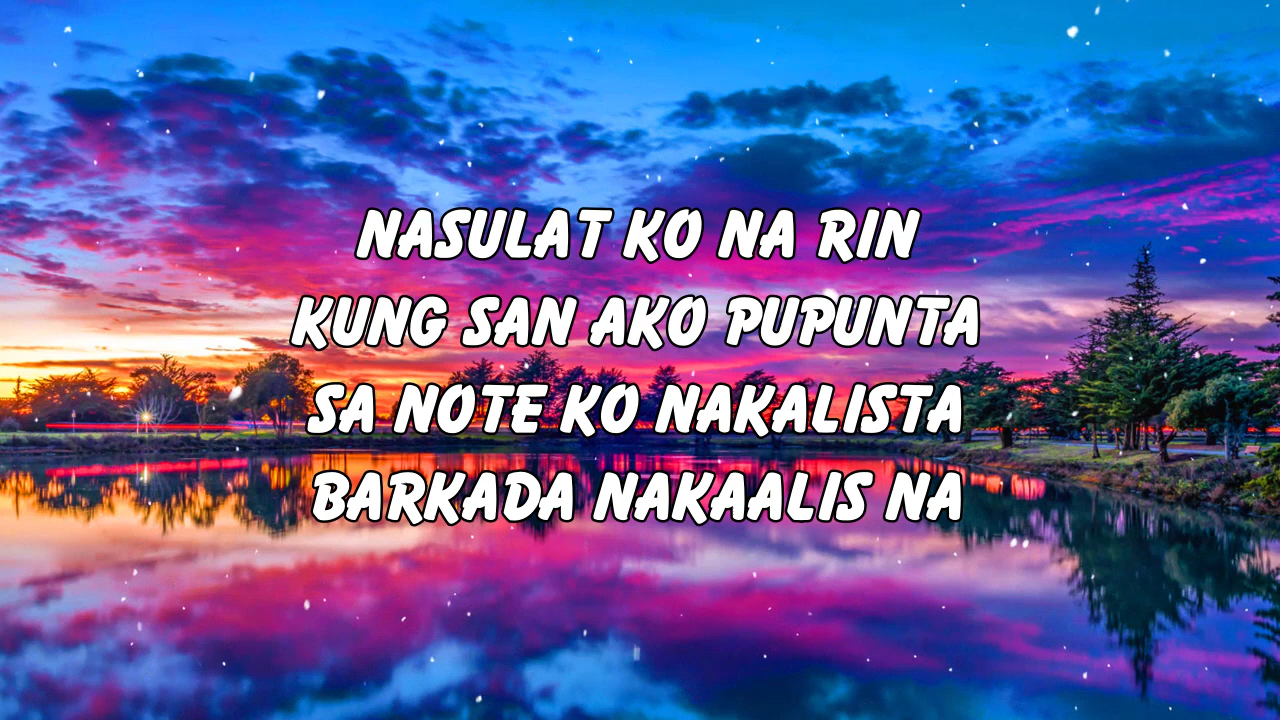 NASULAT KO NA RIN
KUNG SAN AKO PUPUNTA
SA NOTE KO NAKALISTA
BARKADA NAKAALIS NA